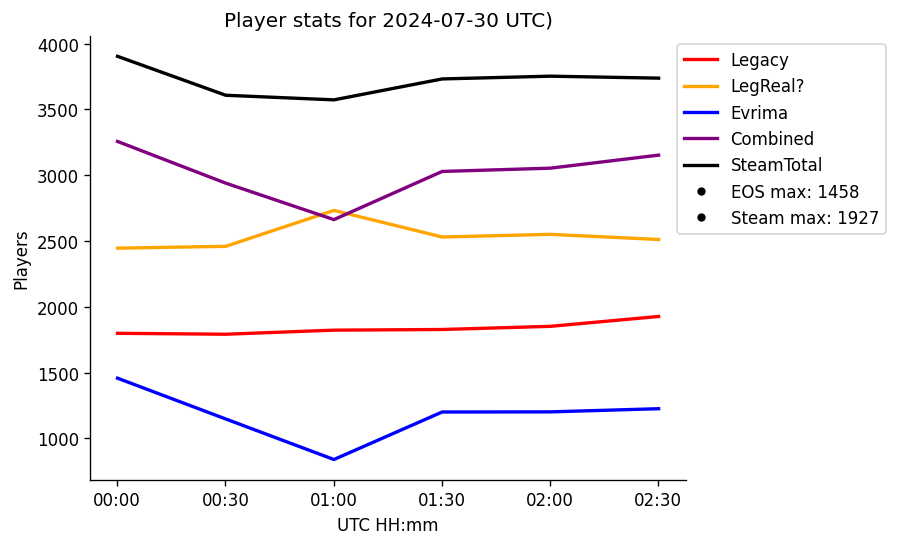 Player stats for 2024-07-30 UTC)
Players
4000
3500
3000
2500
2000
1500
1000
00:00 00:30 01:00 01:30 02:00 02:30
UTC HH:mm
Legacy
LegReal?
Evrima
Combined
SteamTotal
EOS max: 1458
Steam max: 1927